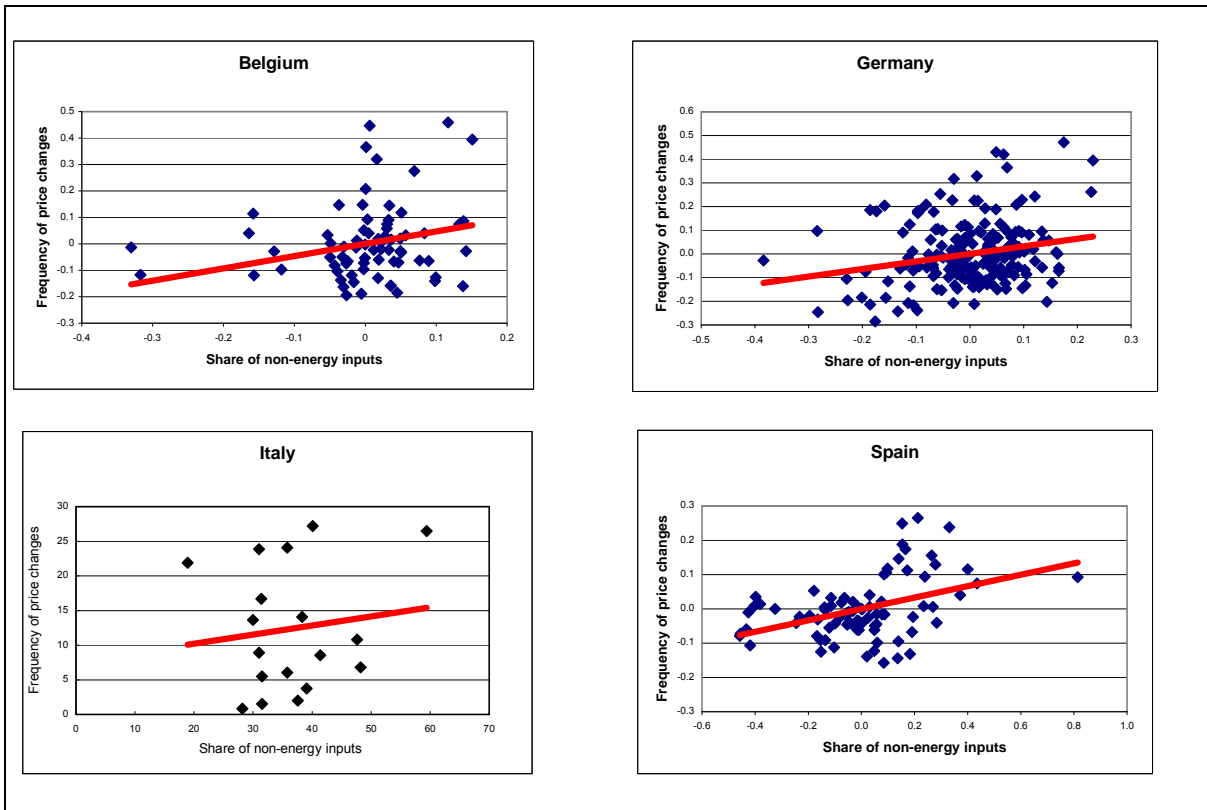 Belgium
Frequency of price changes
0.5
0.4
0.3
0.2
0.1
0
-0.1
-0.2
-0.3
-0.4 -0.3 -0.2 -0.1 0.0 0.1 0.2
Share of non-energy inputs
Germany
Frequency of price changes
0.6
0.5
0.4
0.3
0.2
0.1
0.0
-0.1
-0.2
-0.3
-0.5 -0.4 -0.3 -0.2 -0.1 0.0 0.1 0.2 0.3
Share of non-energy inputs
Italy
Frequency of price changes
30
25
20
15
10
5
0
0 10 20 30 40 50 60 70
Share of non-energy inputs
Spain
Frequency of price changes
0.3
0.2
0.1
0.0
-0.1
-0.2
-0.3
-0.6 -0.4 -0.2 0.0 0.2 0.4 0.6 0.8 1.0
Share of non-energy inputs